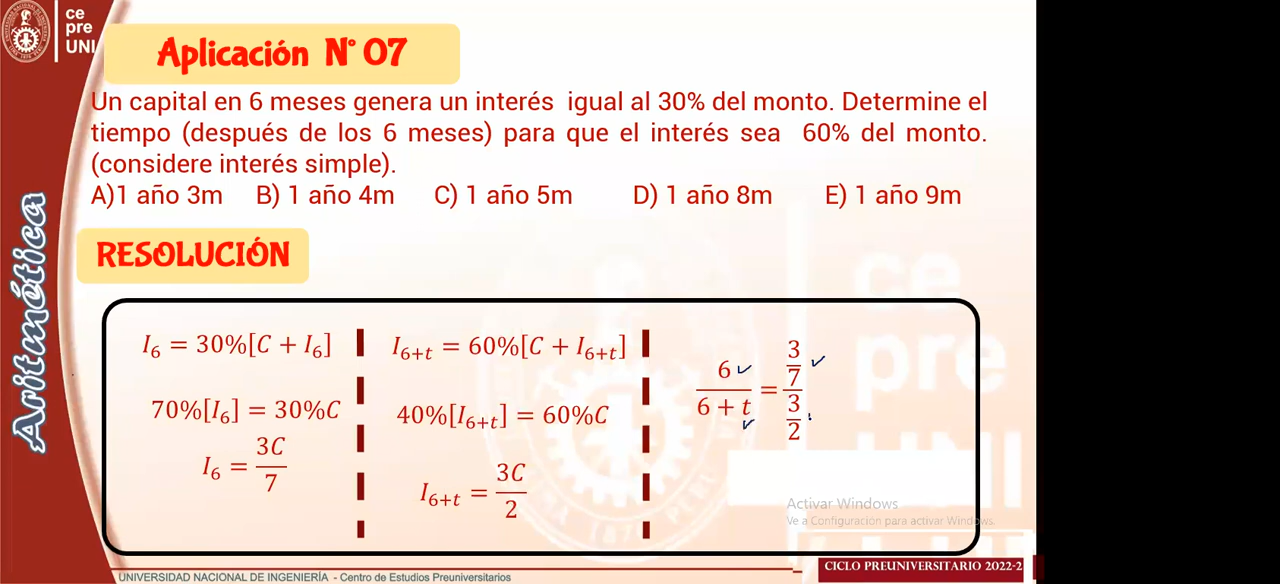 ce
pre
UNI
Aplicación N° 07
Un capital en 6 meses genera un interés igual al 30% del monto. Determine el
tiempo (después de los 6 meses) para que el interés sea 60% del monto.
(considere interés simple).
A)1 año 3m B) 1 año 4m C) 1 año 5m D) 1 año 8m E) 1 año 9m
RESOLUCIÓN
Aritmética
I₆ = 30%[C + I₆]
70%[I₆] = 30%C
I₆ = 3C/7
I₆₊ₜ = 60%[C + I₆₊ₜ]
40%[I₆₊ₜ] = 60%C
I₆₊ₜ = 3C/2
6/(6 + t) = (3/7)/(3/2)
ce
pre
UNI
Activar Windows
Ve a Configuración para activar Windows.
CICLO PREUNIVERSITARIO 2022-2
UNIVERSIDAD NACIONAL DE INGENIERÍA - Centro de Estudios Preuniversitarios